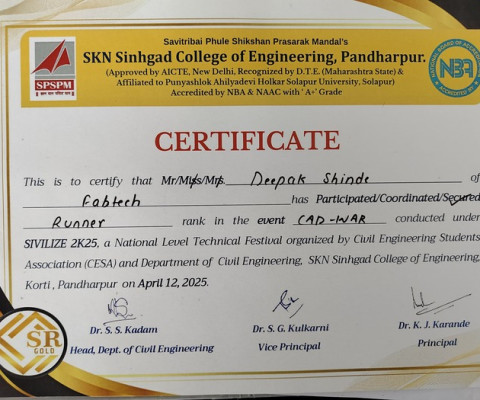 Savitribai Phule Shikshan Prasarak Mandal's
SKN Sinhgad College of Engineering, Pandharpur.
(Approved by AICTE, New Delhi, Recognized by D.T.E. (Maharashtra State) &
Affiliated to Punyashlok Ahilyadevi Holkar Solapur University, Solapur)
Accredited by NBA & NAAC with 'A+' Grade
SPSPM
NBA
CERTIFICATE
This is to certify that Mr/Miss/Mrs. Deepak Shinde of
Fabtech has Participated/Coordinated/Secured
Runner rank in the event CAD-WAR conducted under
SIVILIZE 2K25, a National Level Technical Festival organized by Civil Engineering Students
Association (CESA) and Department of Civil Engineering, SKN Sinhgad College of Engineering,
Korti, Pandharpur on April 12, 2025.
Dr. S. S. Kadam
Head, Dept. of Civil Engineering
Dr. S. G. Kulkarni
Vice Principal
Dr. K. J. Karande
Principal
SR
GOLD